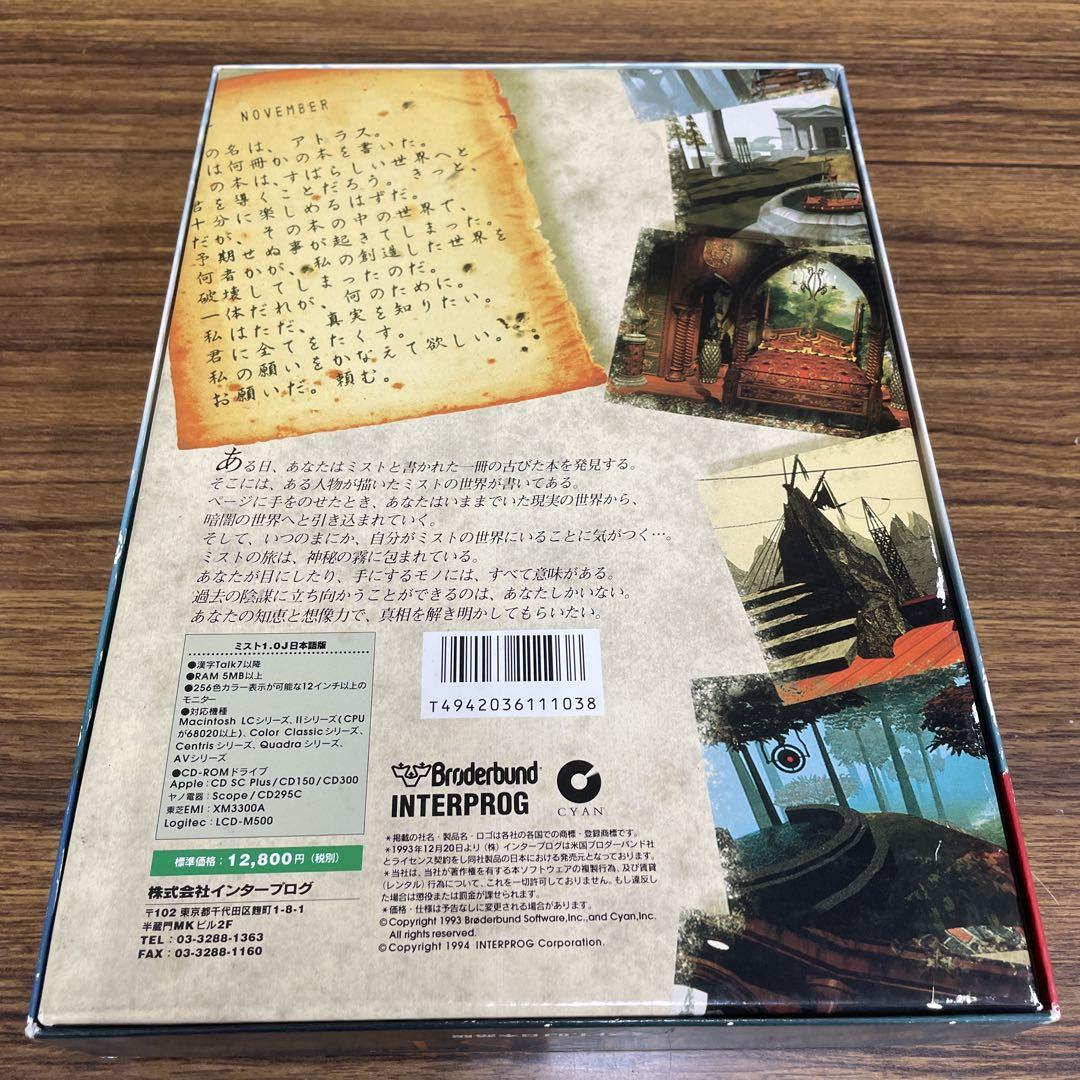 NOVEMBER
の名は、アトラス。
は何冊かの本を書いた。
の本は、すばらしい世界へと
君を導くことだろう。きっと、
十分に楽しめるはずだ。
だが、その本の中の世界で、
予期せぬ事が起きてしまった。
何者かが、私の創造した世界を
破壊してしまったのだ。
一体だれが、何のために。
私はただ、真実を知りたい。
君に全てをたくす。
私の願いをかなえて欲しい。
お願いだ。頼む。
ある日、あなたはミストと書かれた一冊の古びた本を発見する。
そこには、ある人物が描いたミストの世界が書いてある。
ページに手をのせたとき、あなたはいままでいた現実の世界から、
暗闇の世界へと引き込まれていく。
そして、いつのまにか、自分がミストの世界にいることに気がつく…。
ミストの旅は、神秘の霧に包まれている。
あなたが目にしたり、手にするモノには、すべて意味がある。
過去の陰謀に立ち向かうことができるのは、あなたしかいない。
あなたの知恵と想像力で、真相を解き明かしてもらいたい。
ミスト1.0J日本語版
●漢字Talk7以降
●RAM 5MB以上
●256色カラー表示が可能な12インチ以上の
モニター
●対応機種
Macintosh LCシリーズ、IIシリーズ(CPU
が68020以上)、Color Classicシリーズ、
Centris シリーズ、Quadra シリーズ、
AVシリーズ
●CD-ROMドライブ
Apple : CD SC Plus/CD150/CD300
ヤノ電器 : Scope/CD295C
東芝EMI : XM3300A
Logitec : LCD-M500
標準価格：12,800円（税別）
株式会社インタープログ
〒102 東京都千代田区麹町1-8-1
半蔵門MKビル2F
TEL : 03-3288-1363
FAX : 03-3288-1160
T4942036111038
Brøderbund
INTERPROG
CYAN
＊掲載の社名・製品名・ロゴは各社の各国での商標・登録商標です。
＊1993年12月20日より（株）インタープログは米国ブロダーバンド社
とライセンス契約をし同社製品の日本における発売元となっております。
＊当社は、当社が著作権を有する本ソフトウェアの複製行為、及び賃貸
（レンタル）行為について、これを一切許可しておりません。もし違反し
た場合は懲役または罰金が課せられます。
＊価格・仕様は予告なしに変更される場合があります。
©Copyright 1993 Brøderbund Software,Inc.,and Cyan,Inc.
All rights reserved.
©Copyright 1994 INTERPROG Corporation.